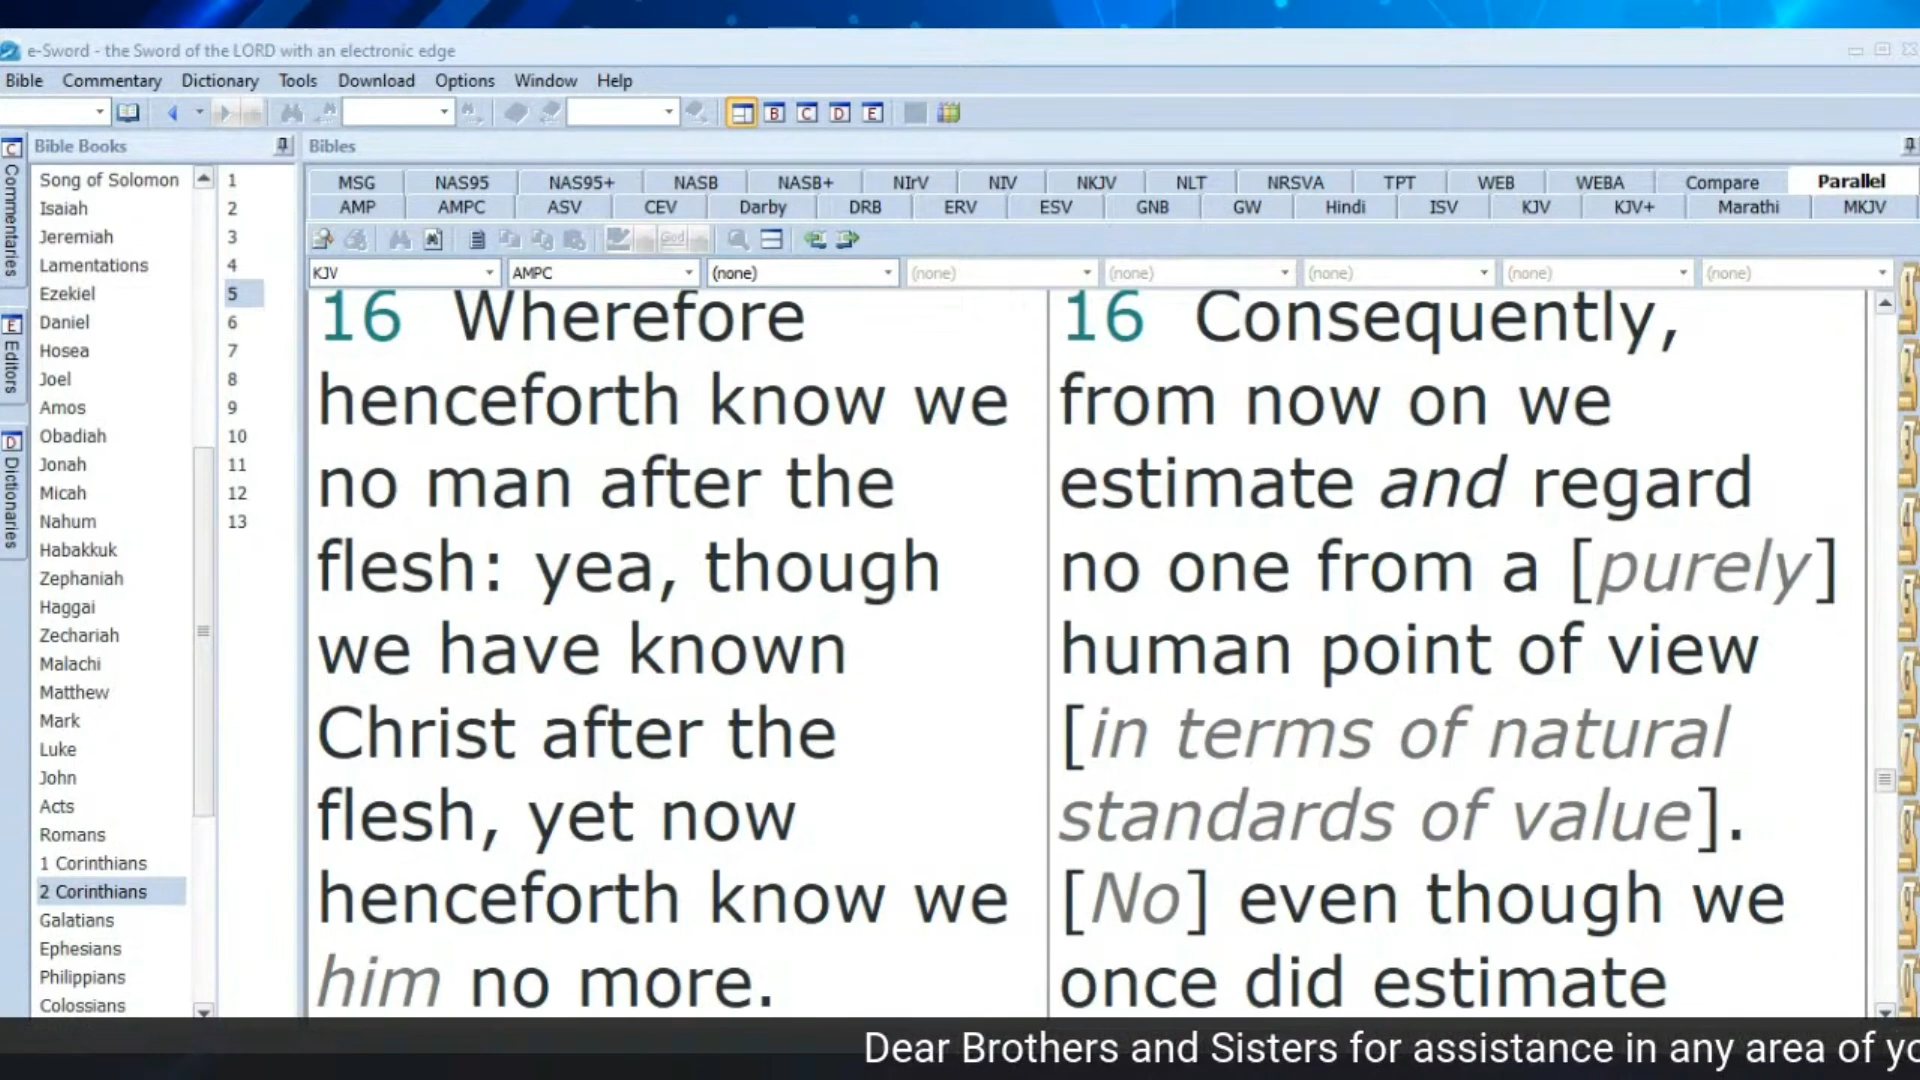 e-Sword - the Sword of the LORD with an electronic edge
Bible Commentary Dictionary Tools Download Options Window Help
B C D E
Bible Books
Bibles
C Commentaries
E Editors
D Dictionaries
Song of Solomon
Isaiah
Jeremiah
Lamentations
Ezekiel
Daniel
Hosea
Joel
Amos
Obadiah
Jonah
Micah
Nahum
Habakkuk
Zephaniah
Haggai
Zechariah
Malachi
Matthew
Mark
Luke
John
Acts
Romans
1 Corinthians
2 Corinthians
Galatians
Ephesians
Philippians
Colossians
1
2
3
4
5
6
7
8
9
10
11
12
13
MSG NAS95 NAS95+ NASB NASB+ NIrV NIV NKJV NLT NRSVA TPT WEB WEBA Compare Parallel
AMP AMPC ASV CEV Darby DRB ERV ESV GNB GW Hindi ISV KJV KJV+ Marathi MKJV
God
KJV AMPC (none) (none) (none) (none) (none) (none)
16 Wherefore
henceforth know we
no man after the
flesh: yea, though
we have known
Christ after the
flesh, yet now
henceforth know we
him no more.
16 Consequently,
from now on we
estimate and regard
no one from a [purely]
human point of view
[in terms of natural
standards of value].
[No] even though we
once did estimate
Dear Brothers and Sisters for assistance in any area of yo